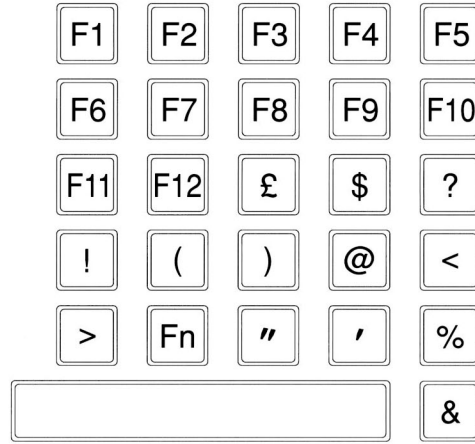 F1 F2 F3 F4 F5
F6 F7 F8 F9 F10
F11 F12 £ $ ?
! ( ) @ <
> Fn " ' %
&